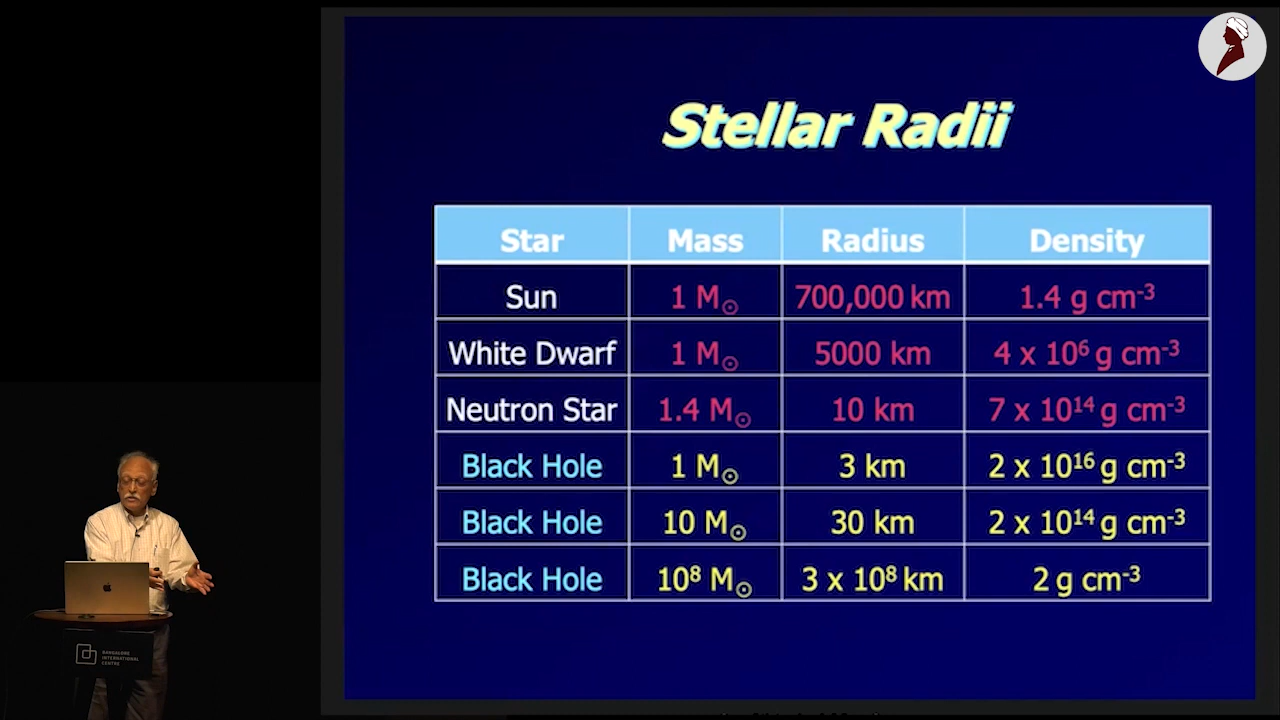 Stellar Radii
Star Mass Radius Density
Sun 1 M☉ 700,000 km 1.4 g cm⁻³
White Dwarf 1 M☉ 5000 km 4 x 10⁶ g cm⁻³
Neutron Star 1.4 M☉ 10 km 7 x 10¹⁴ g cm⁻³
Black Hole 1 M☉ 3 km 2 x 10¹⁶ g cm⁻³
Black Hole 10 M☉ 30 km 2 x 10¹⁴ g cm⁻³
Black Hole 10⁸ M☉ 3 x 10⁸ km 2 g cm⁻³
BANGALORE
INTERNATIONAL
CENTRE